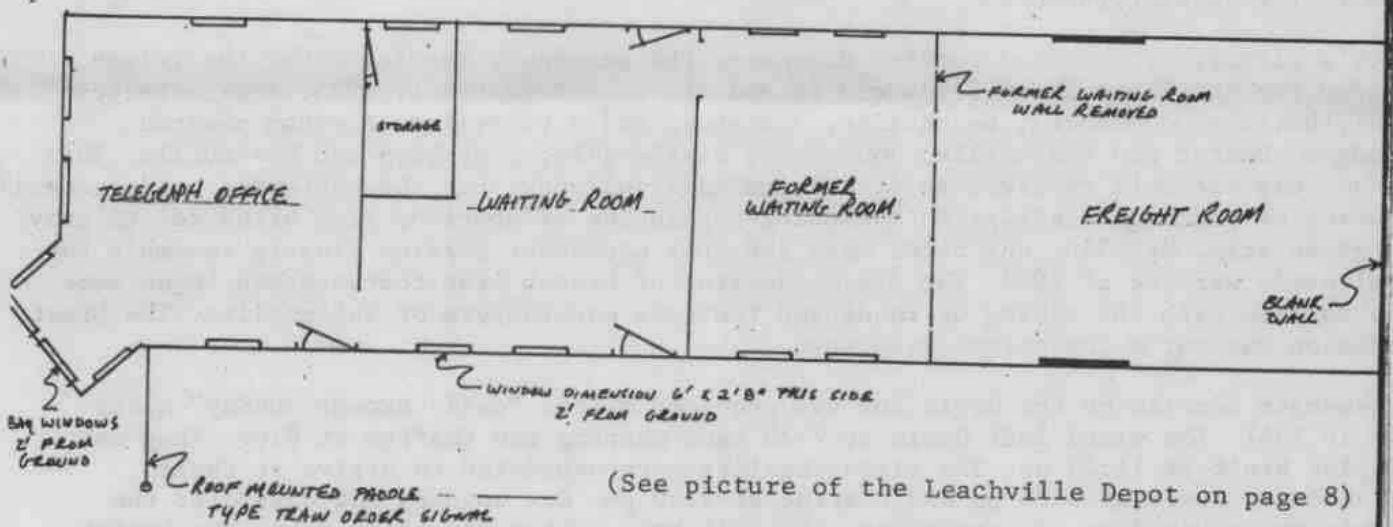 STORAGE
FORMER WAITING ROOM
WALL REMOVED
TELEGRAPH OFFICE
WAITING ROOM
FORMER
WAITING ROOM.
FREIGHT ROOM
BLANK
WALL
WINDOW DIMENSION 6' X 2'8" THIS SIDE
2' FROM GROUND
BAY WINDOWS
2' FROM
GROUND
ROOF MOUNTED PADDLE
TYPE TRAIN ORDER SIGNAL
(See picture of the Leachville Depot on page 8)